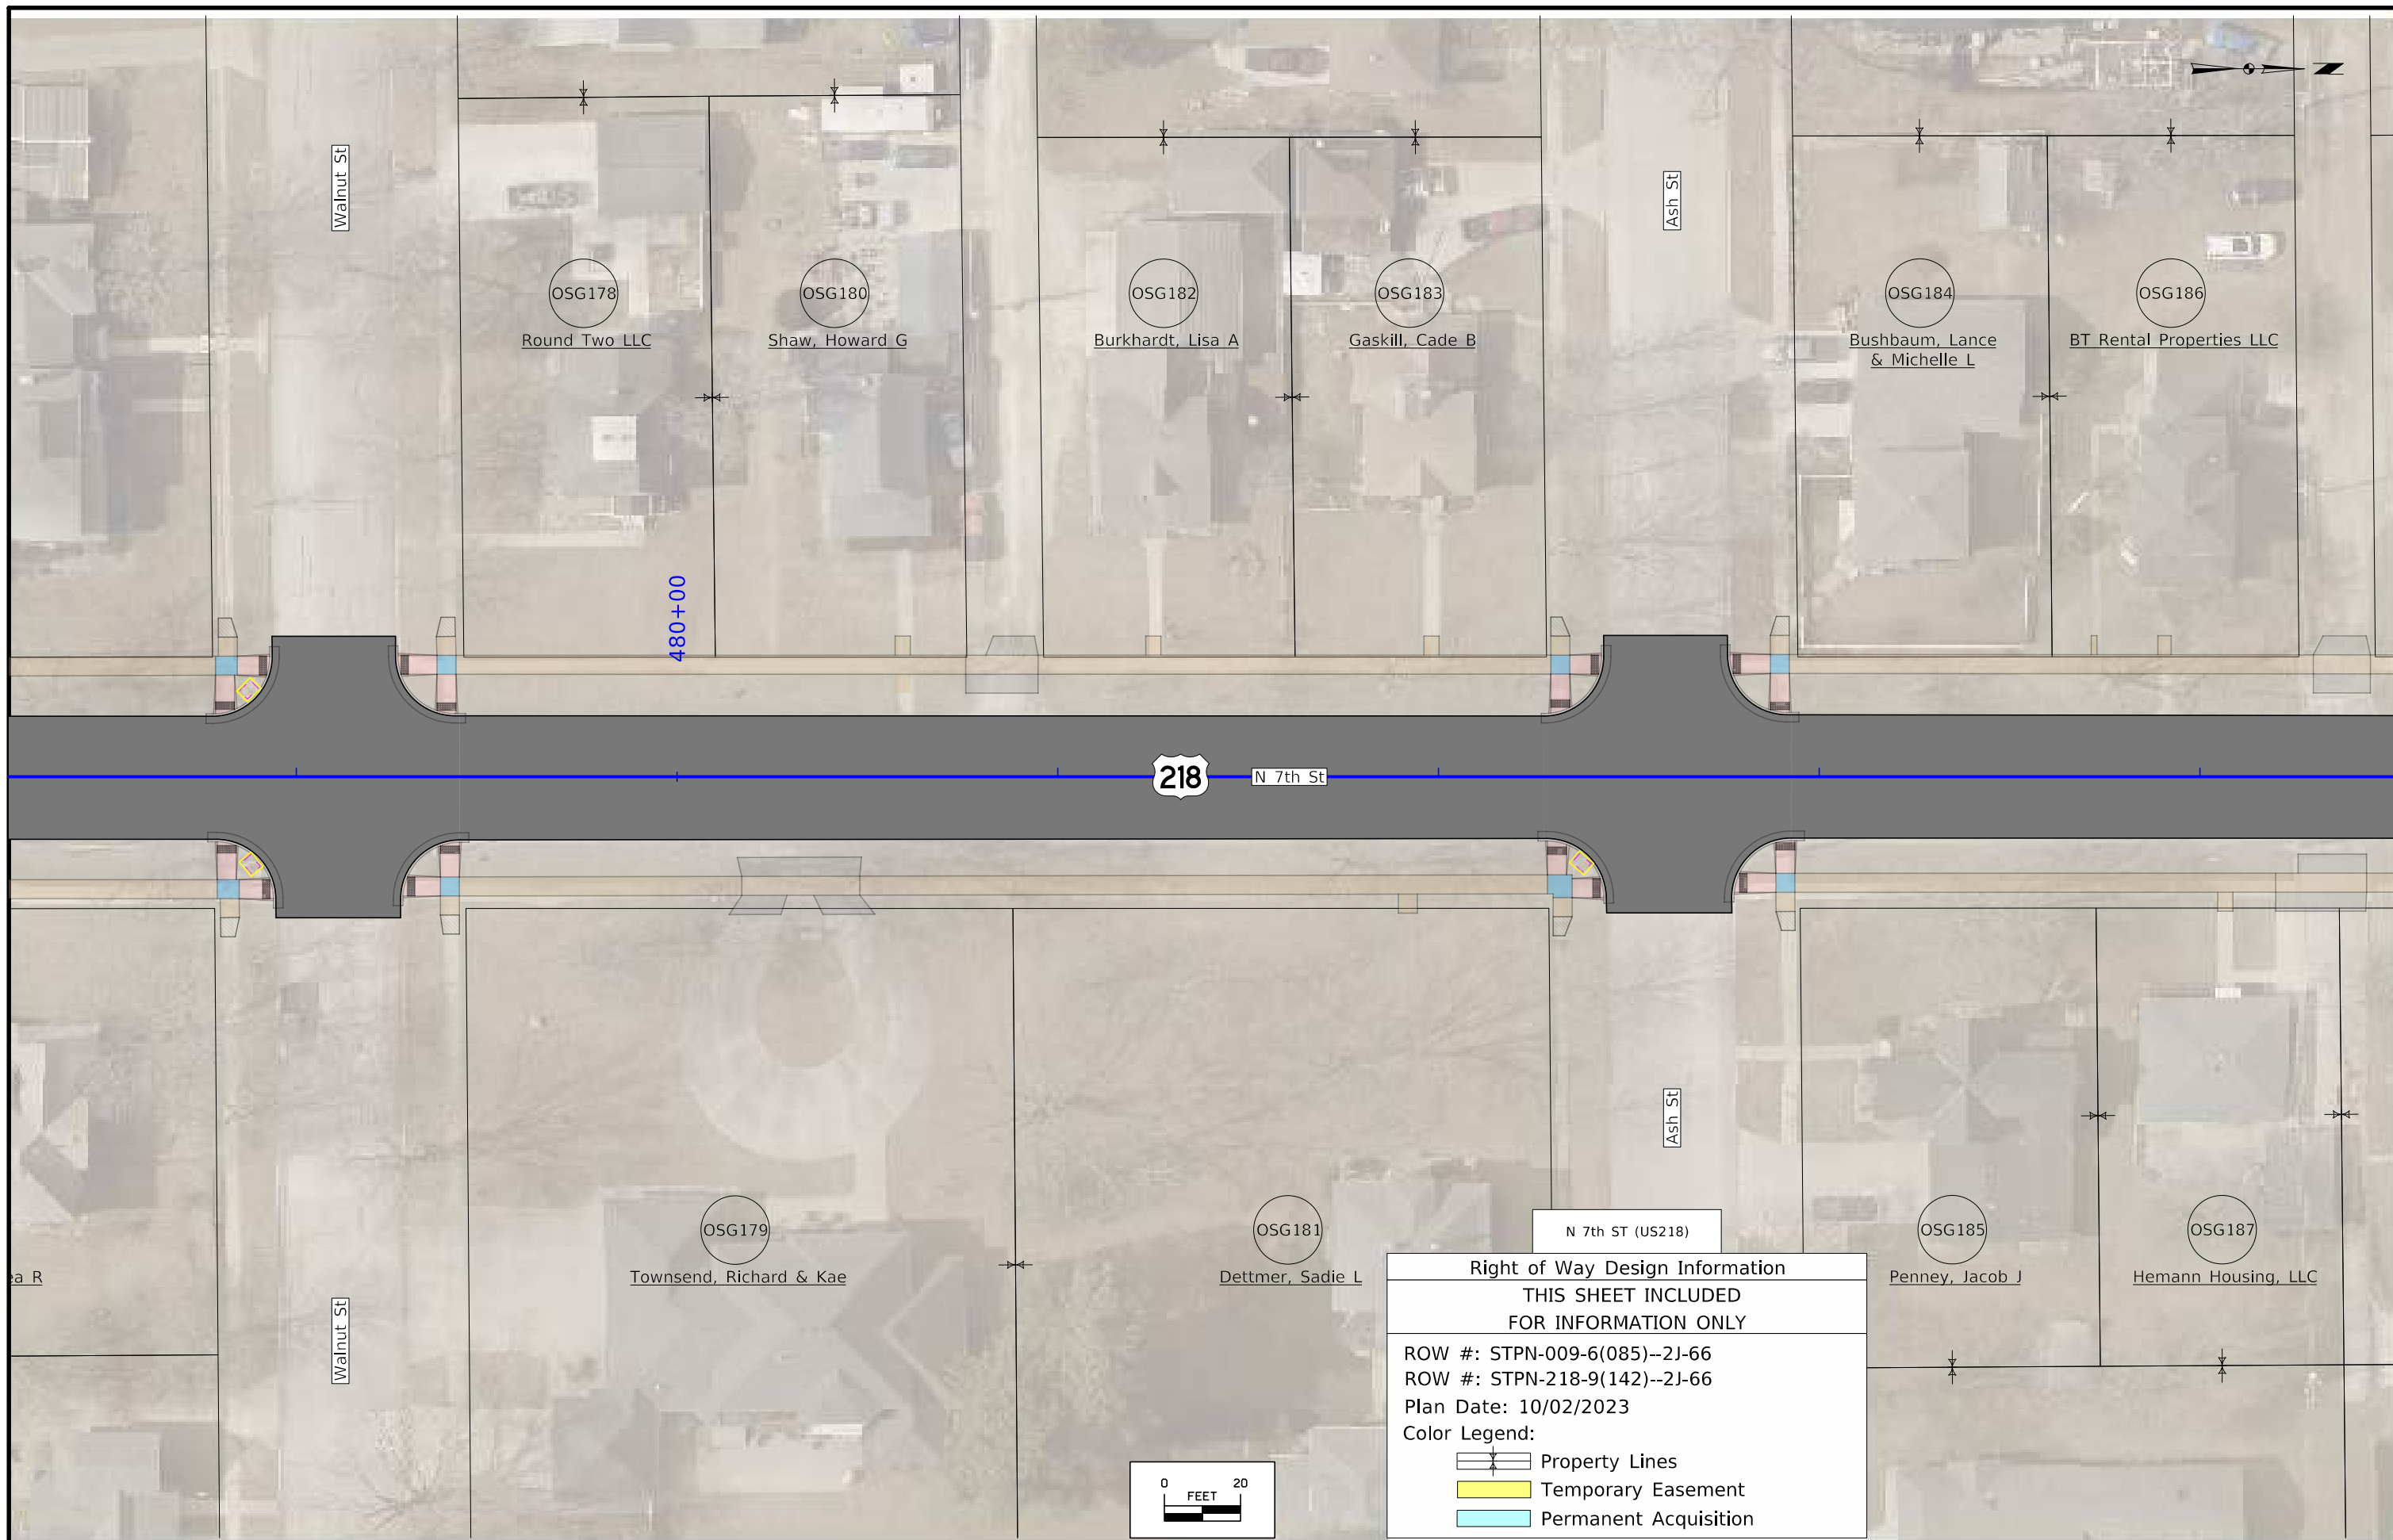 Walnut St
Ash St
N
OSG178
Round Two LLC
OSG180
Shaw, Howard G
OSG182
Burkhardt, Lisa A
OSG183
Gaskill, Cade B
OSG184
Bushbaum, Lance
& Michelle L
OSG186
BT Rental Properties LLC
480+00
218
N 7th St
Ash St
Walnut St
ea R
OSG179
Townsend, Richard & Kae
OSG181
Dettmer, Sadie L
OSG185
Penney, Jacob J
OSG187
Hemann Housing, LLC
N 7th ST (US218)
Right of Way Design Information
THIS SHEET INCLUDED
FOR INFORMATION ONLY
ROW #: STPN-009-6(085)--2J-66
ROW #: STPN-218-9(142)--2J-66
Plan Date: 10/02/2023
Color Legend:
Property Lines
Temporary Easement
Permanent Acquisition
0 20
FEET